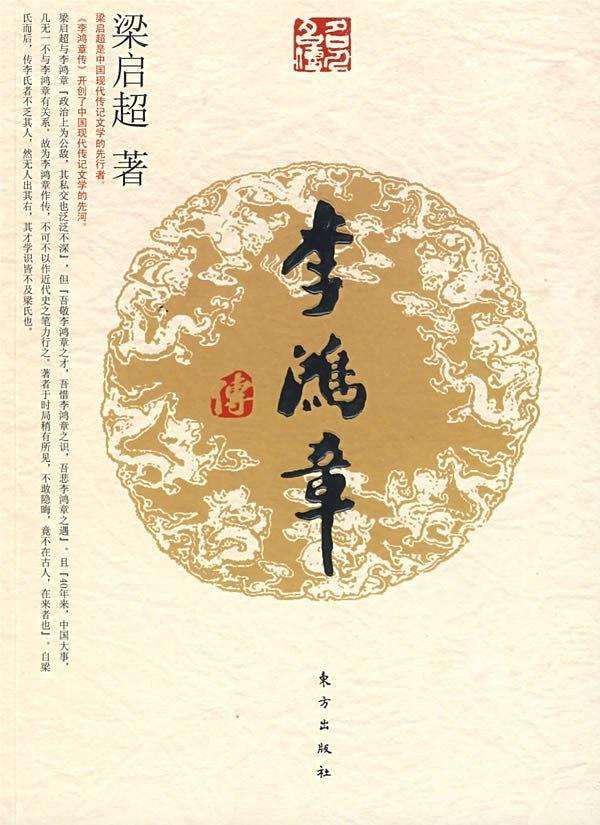 李鸿章
傳
梁启超 著
梁启超是中国现代传记文学的先行者，
《李鸿章传》开创了中国现代传记文学的先河。
梁启超与李鸿章『政治上为公敌，其私交也泛泛不深』，但『吾敬李鸿章之才，吾惜李鸿章之识，吾悲李鸿章之遇』。且『40年来，中国大事，
几无一不与李鸿章有关系，故为李鸿章作传，不可不以作近代史之笔力行之。著者于时局稍有所见，不敢隐晦，竟不在古人，在来者也』。自梁
氏而后，传李氏者不乏其人，然无人出其右，其才学识皆不及梁氏也。
東方出版社